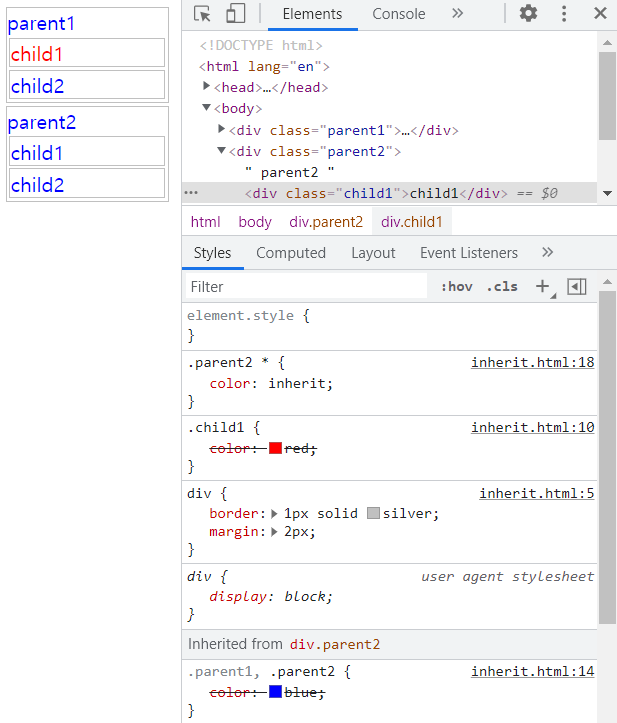 parent1
child1
child2
parent2
child1
child2
Elements Console »
<!DOCTYPE html>
<html lang="en">
<head>…</head>
<body>
<div class="parent1">…</div>
<div class="parent2">
" parent2 "
… <div class="child1">child1</div> == $0
html body div.parent2 div.child1
Styles Computed Layout Event Listeners »
Filter :hov .cls +
element.style {
}
.parent2 * { inherit.html:18
color: inherit;
}
.child1 { inherit.html:10
color: red;
}
div { inherit.html:5
border: 1px solid silver;
margin: 2px;
}
div { user agent stylesheet
display: block;
}
Inherited from div.parent2
.parent1, .parent2 { inherit.html:14
color: blue;
}